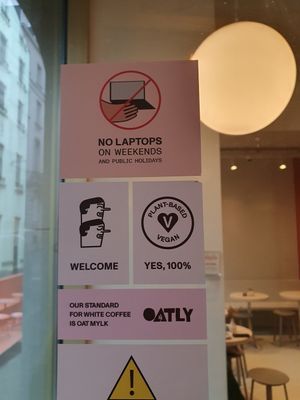 NO LAPTOPS
ON WEEKENDS
AND PUBLIC HOLIDAYS
PLANT-BASED
VEGAN
WELCOME
YES, 100%
OUR STANDARD
FOR WHITE COFFEE
IS OAT MYLK
OATLY